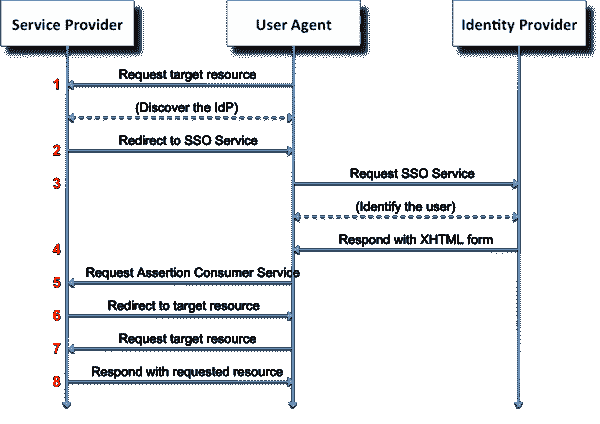 Service Provider
User Agent
Identity Provider
Request target resource
1
(Discover the IdP)
Redirect to SSO Service
2
Request SSO Service
3
(Identify the user)
Respond with XHTML form
4
Request Assertion Consumer Service
5
Redirect to target resource
6
Request target resource
7
Respond with requested resource
8